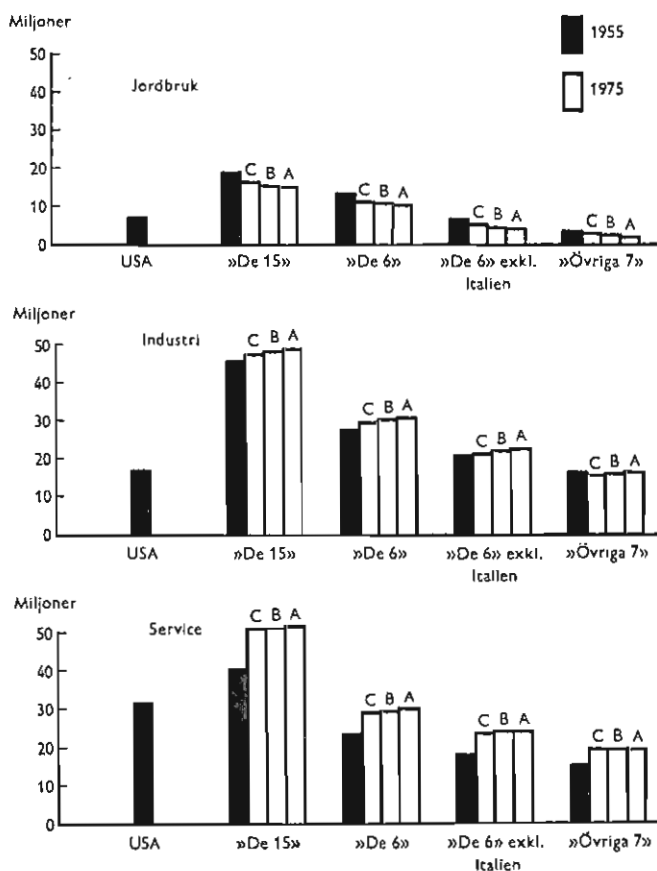 Miljoner
1955
1975
Jordbruk
50
40
30
20
10
0
C B A
C B A
C B A
C B A
USA
»De 15»
»De 6»
»De 6» exkl.
Italien
»Övriga 7»
Miljoner
Industri
50
40
30
20
10
0
C B A
C B A
C B A
C B A
USA
»De 15»
»De 6»
»De 6» exkl.
Italien
»Övriga 7»
Miljoner
Service
50
40
30
20
10
0
C B A
C B A
C B A
C B A
USA
»De 15»
»De 6»
»De 6» exkl.
Italien
»Övriga 7»